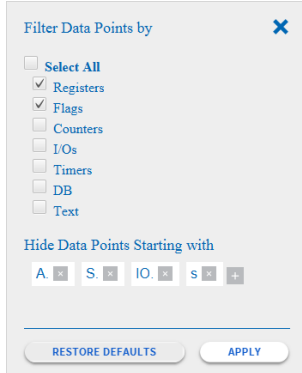 Filter Data Points by
Select All
Registers
Flags
Counters
I/Os
Timers
DB
Text
Hide Data Points Starting with
A. × S. × IO. × s × +
RESTORE DEFAULTS APPLY